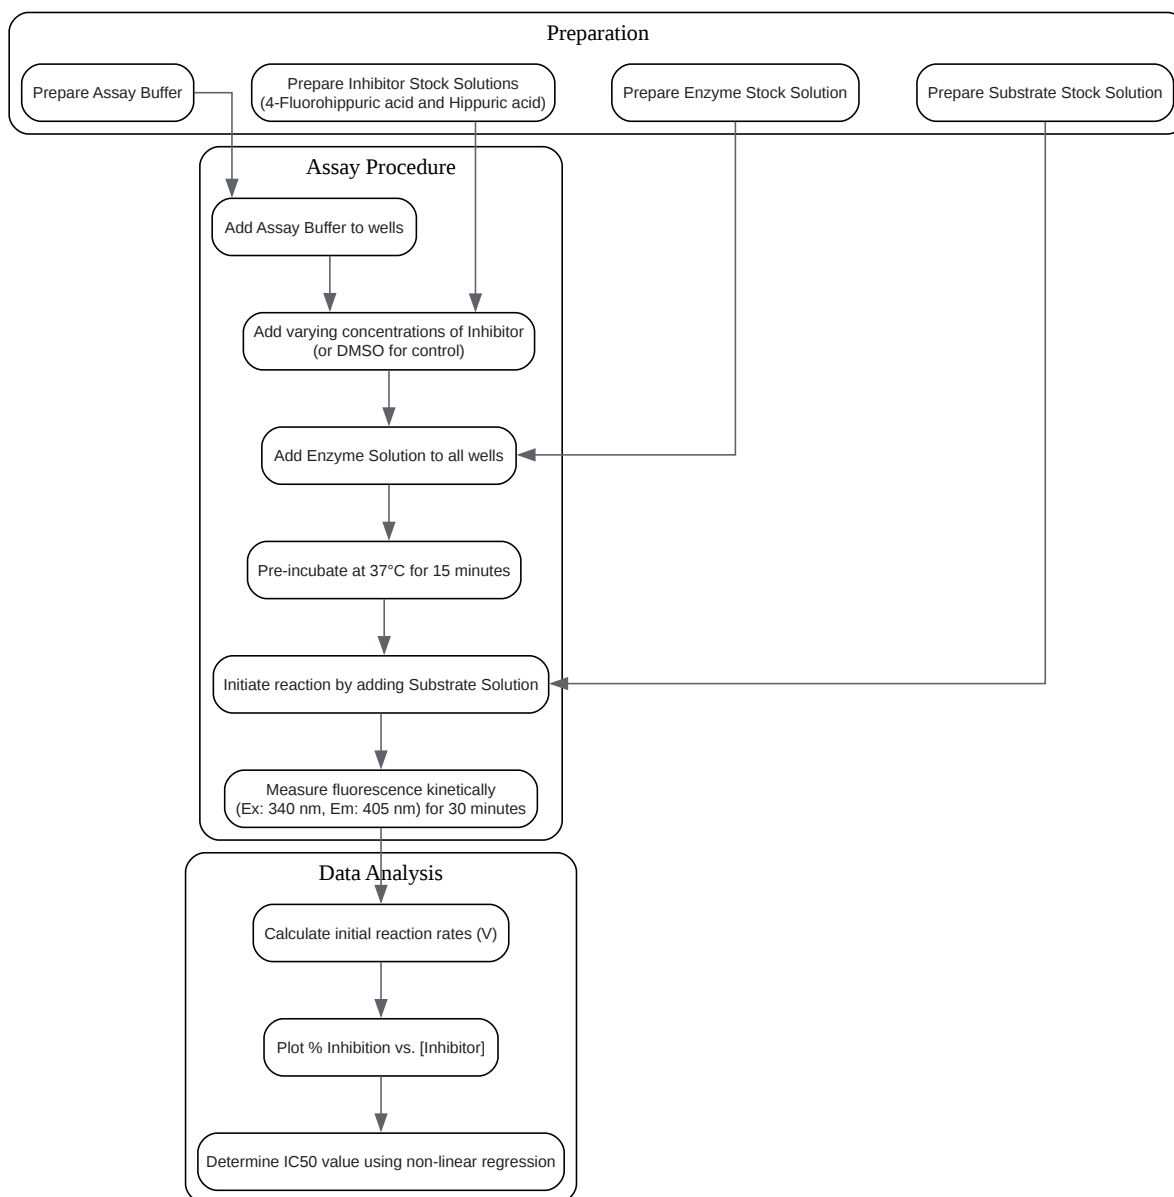 Preparation
Prepare Assay Buffer
Prepare Inhibitor Stock Solutions
(4-Fluorohippuric acid and Hippuric acid)
Prepare Enzyme Stock Solution
Prepare Substrate Stock Solution
Assay Procedure
Add Assay Buffer to wells
Add varying concentrations of Inhibitor
(or DMSO for control)
Add Enzyme Solution to all wells
Pre-incubate at 37°C for 15 minutes
Initiate reaction by adding Substrate Solution
Measure fluorescence kinetically
(Ex: 340 nm, Em: 405 nm) for 30 minutes
Data Analysis
Calculate initial reaction rates (V)
Plot % Inhibition vs. [Inhibitor]
Determine IC50 value using non-linear regression